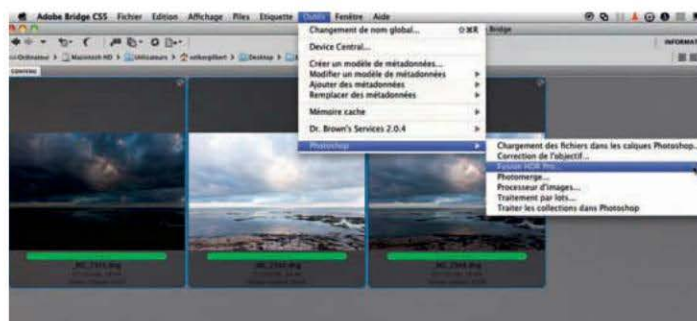 Adobe Bridge CS5 Fichier Edition Affichage Piles Etiquette Outils Fenêtre Aide
Bridge
Ordinateur > Macintosh HD > Utilisateurs > volkergilbert > Desktop >
CONTENU
Changement de nom global... ⇧⌘R
Device Central...
Créer un modèle de métadonnées...
Modifier un modèle de métadonnées
Ajouter des métadonnées
Remplacer des métadonnées
Mémoire cache
Dr. Brown's Services 2.0.4
Photoshop
Chargement des fichiers dans les calques Photoshop...
Correction de l'objectif...
Fusion HDR Pro...
Photomerge...
Processeur d'images...
Traitement par lots...
Traiter les collections dans Photoshop